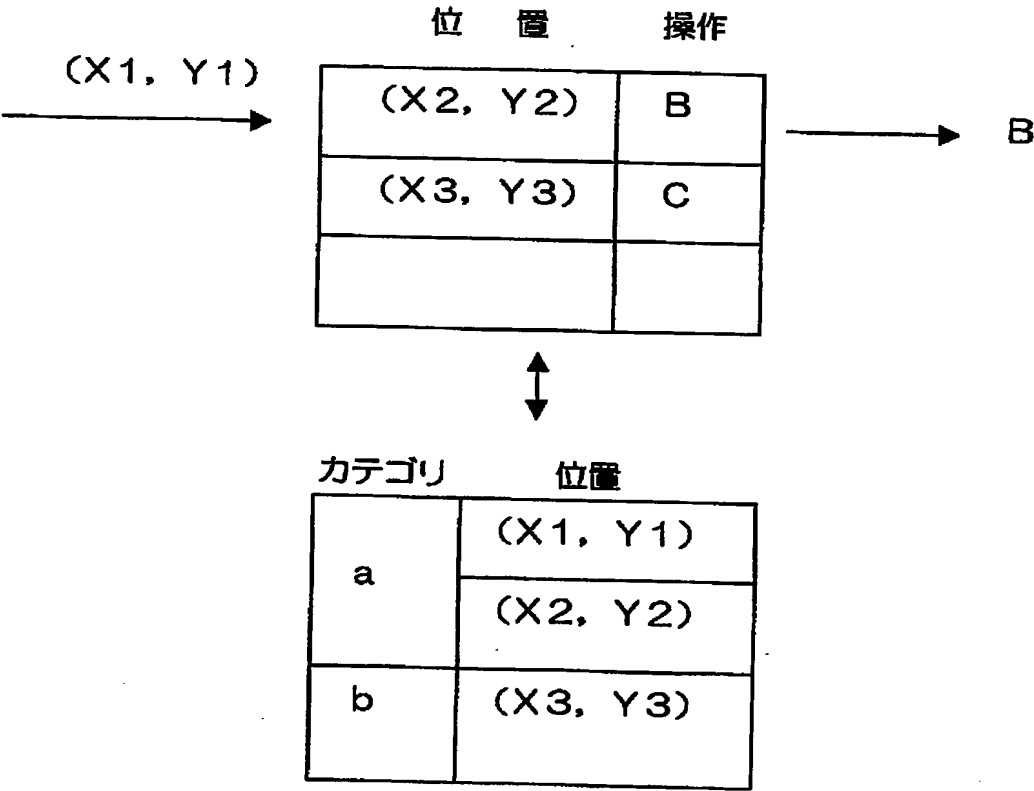 位 置 操作
(X1, Y1)
(X2, Y2) B
B
(X3, Y3) C
カテゴリ 位置
a
(X1, Y1)
(X2, Y2)
b (X3, Y3)